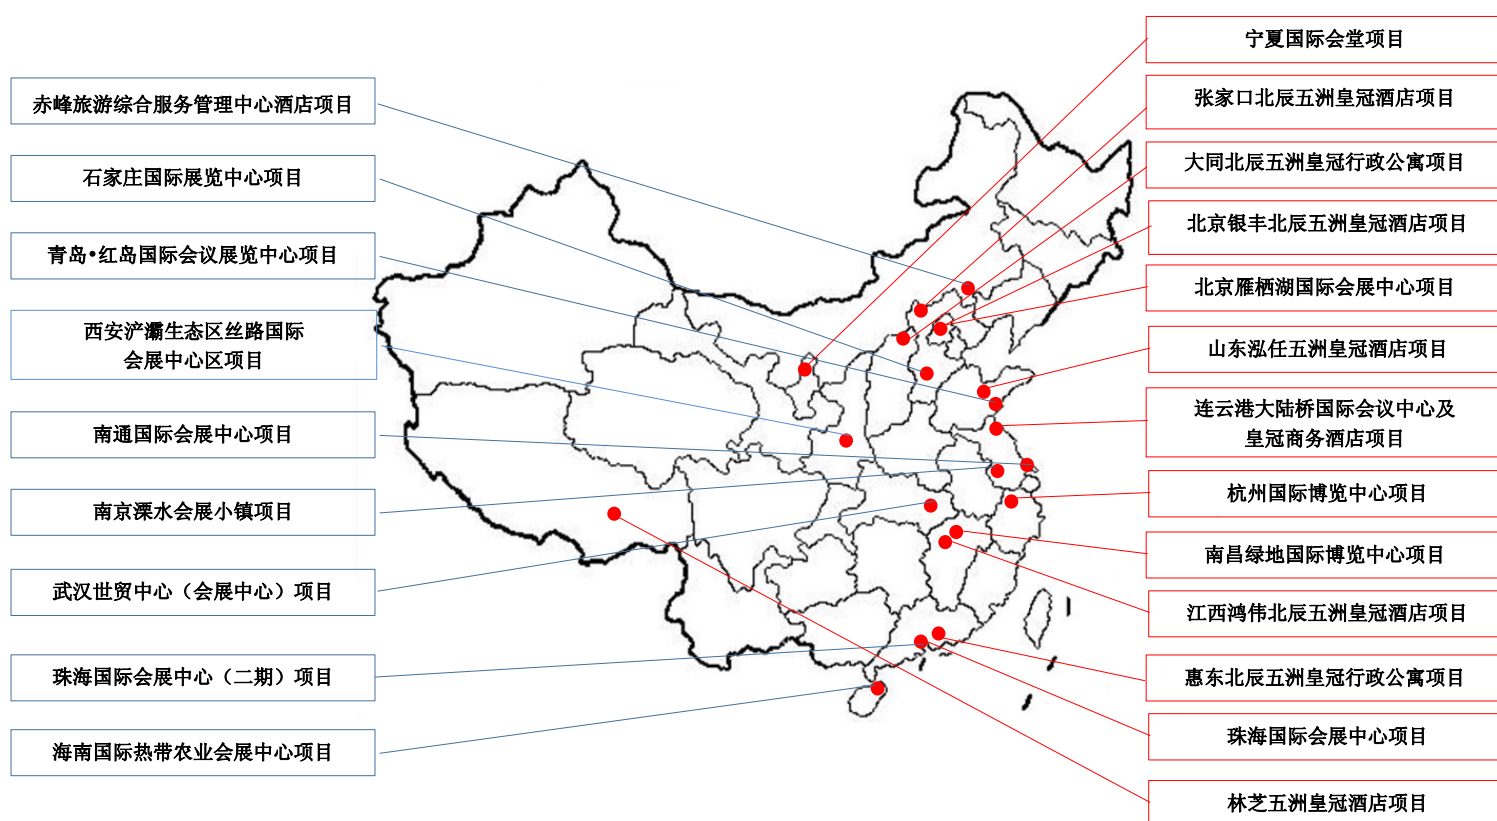 赤峰旅游综合服务管理中心酒店项目
石家庄国际展览中心项目
青岛•红岛国际会议展览中心项目
西安浐灞生态区丝路国际
会展中心区项目
南通国际会展中心项目
南京溧水会展小镇项目
武汉世贸中心（会展中心）项目
珠海国际会展中心（二期）项目
海南国际热带农业会展中心项目
宁夏国际会堂项目
张家口北辰五洲皇冠酒店项目
大同北辰五洲皇冠行政公寓项目
北京银丰北辰五洲皇冠酒店项目
北京雁栖湖国际会展中心项目
山东泓任五洲皇冠酒店项目
连云港大陆桥国际会议中心及
皇冠商务酒店项目
杭州国际博览中心项目
南昌绿地国际博览中心项目
江西鸿伟北辰五洲皇冠酒店项目
惠东北辰五洲皇冠行政公寓项目
珠海国际会展中心项目
林芝五洲皇冠酒店项目